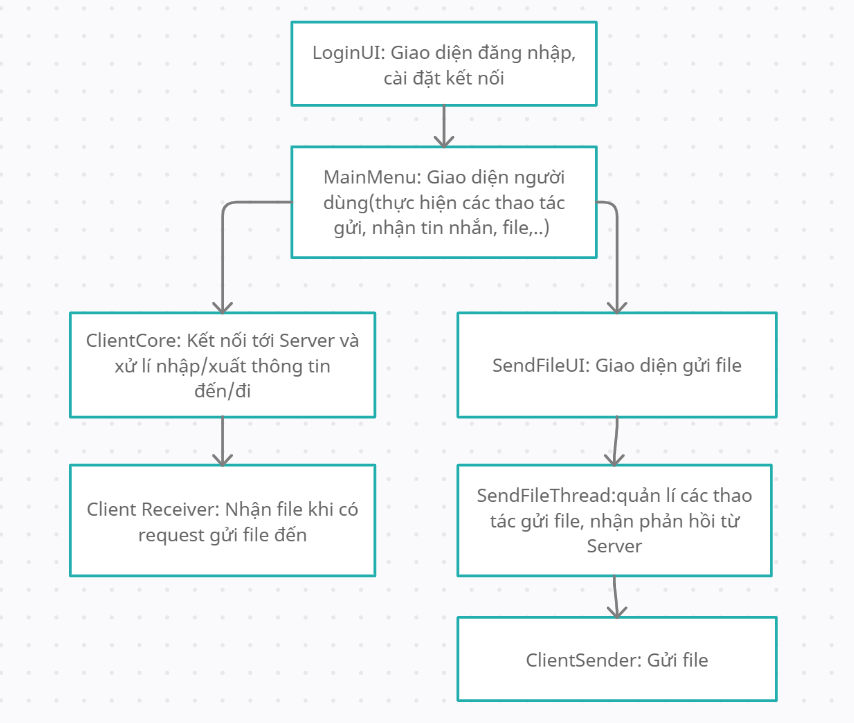 LoginUI: Giao diện đăng nhập,
cài đặt kết nối
MainMenu: Giao diện người
dùng(thực hiện các thao tác
gửi, nhận tin nhắn, file,..)
ClientCore: Kết nối tới Server và
xử lí nhập/xuất thông tin
đến/đi
SendFileUI: Giao diện gửi file
Client Receiver: Nhận file khi có
request gửi file đến
SendFileThread:quản lí các thao
tác gửi file, nhận phản hồi từ
Server
ClientSender: Gửi file